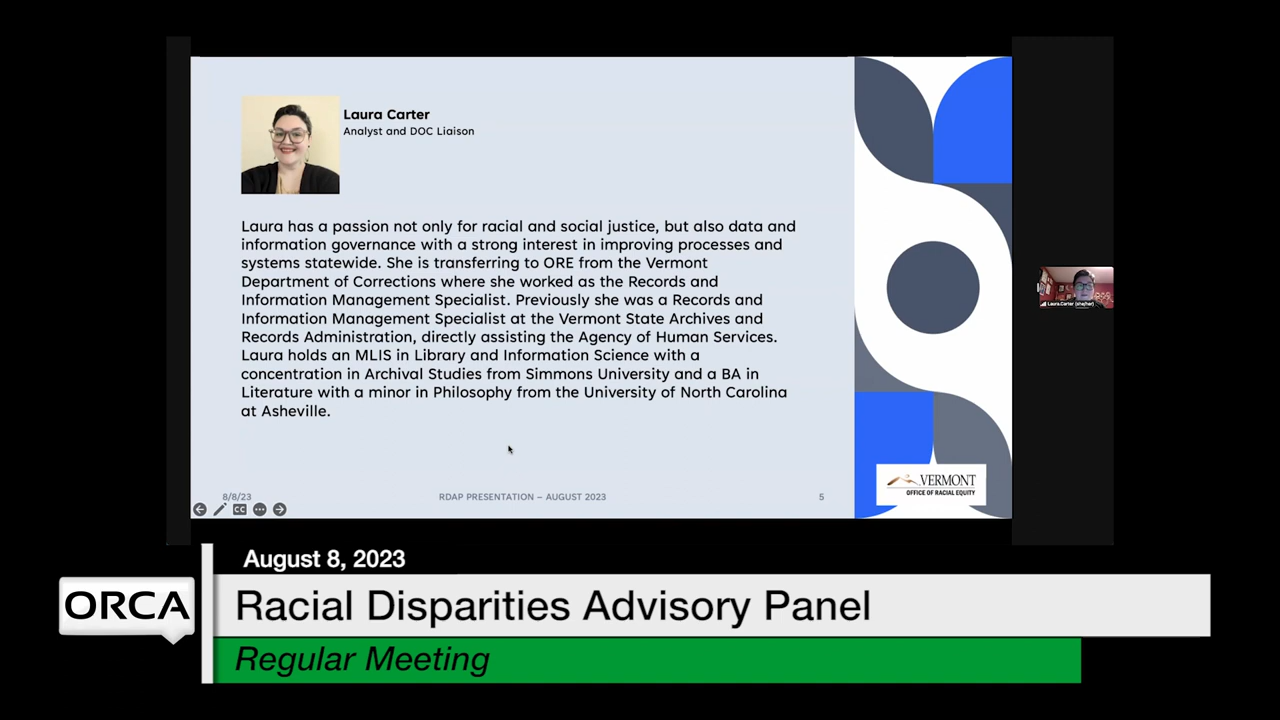 Laura Carter
Analyst and DOC Liaison
Laura has a passion not only for racial and social justice, but also data and
information governance with a strong interest in improving processes and
systems statewide. She is transferring to ORE from the Vermont
Department of Corrections where she worked as the Records and
Information Management Specialist. Previously she was a Records and
Information Management Specialist at the Vermont State Archives and
Records Administration, directly assisting the Agency of Human Services.
Laura holds an MLIS in Library and Information Science with a
concentration in Archival Studies from Simmons University and a BA in
Literature with a minor in Philosophy from the University of North Carolina
at Asheville.
Laura Carter (she/her)
VERMONT
OFFICE OF RACIAL EQUITY
8/8/23
RDAP PRESENTATION – AUGUST 2023
5
CC
August 8, 2023
ORCA
Racial Disparities Advisory Panel
Regular Meeting